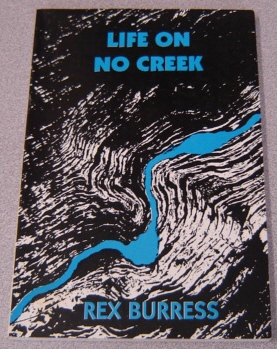 LIFE ON
NO CREEK
REX BURRESS